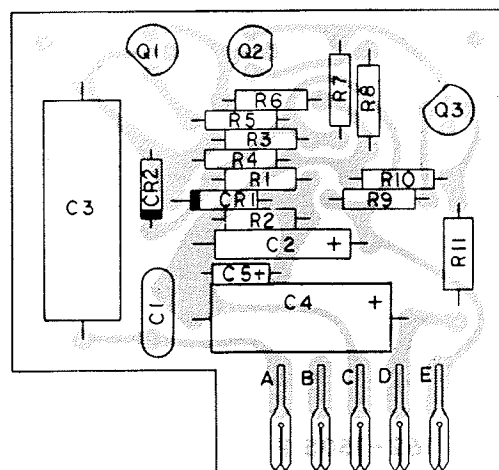 Q1
Q2
R7
R8
Q3
R6
R5
R3
R4
R1
R10
CR2
CR1
R9
C3
R2
R11
C2 +
C5+
C1
C4 +
A B C D E